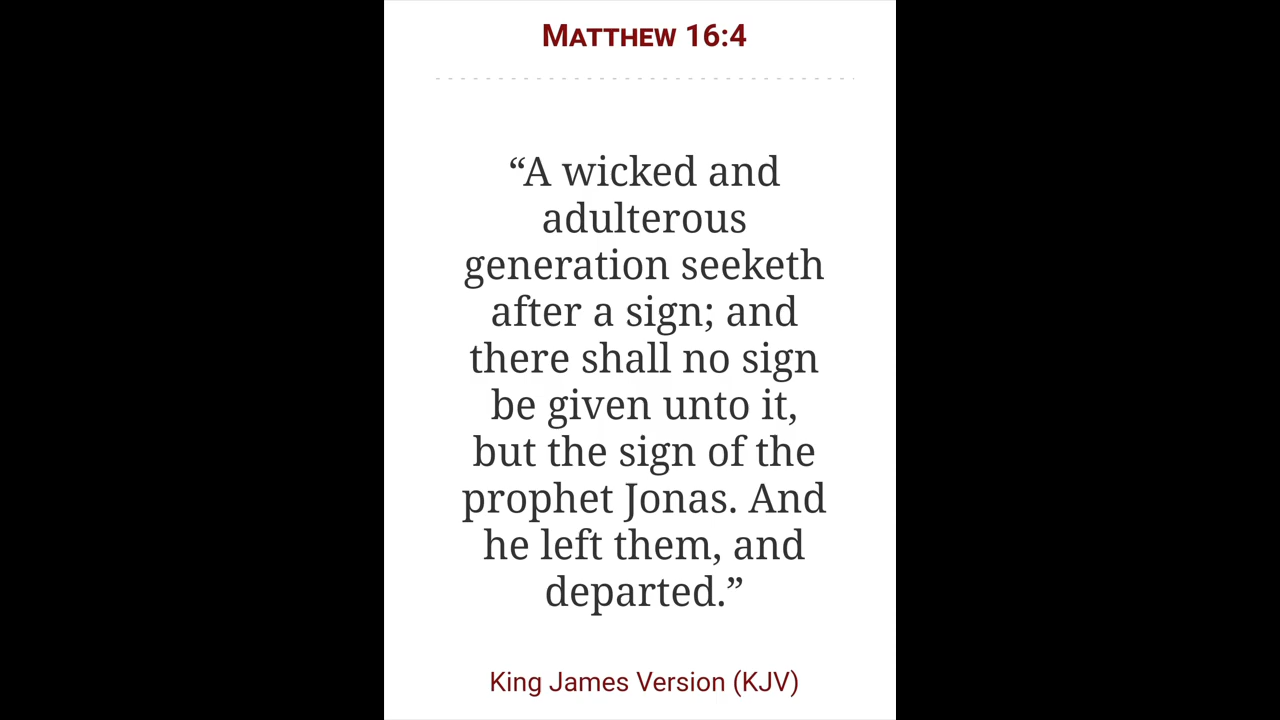 MATTHEW 16:4
“A wicked and
adulterous
generation seeketh
after a sign; and
there shall no sign
be given unto it,
but the sign of the
prophet Jonas. And
he left them, and
departed.”
King James Version (KJV)